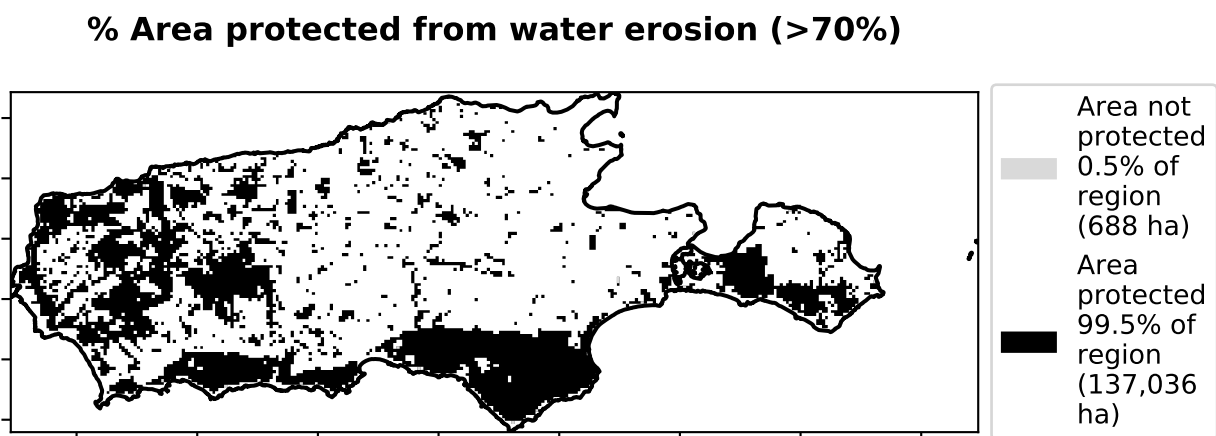 % Area protected from water erosion (>70%)
Area not
protected
0.5% of
region
(688 ha)
Area
protected
99.5% of
region
(137,036
ha)